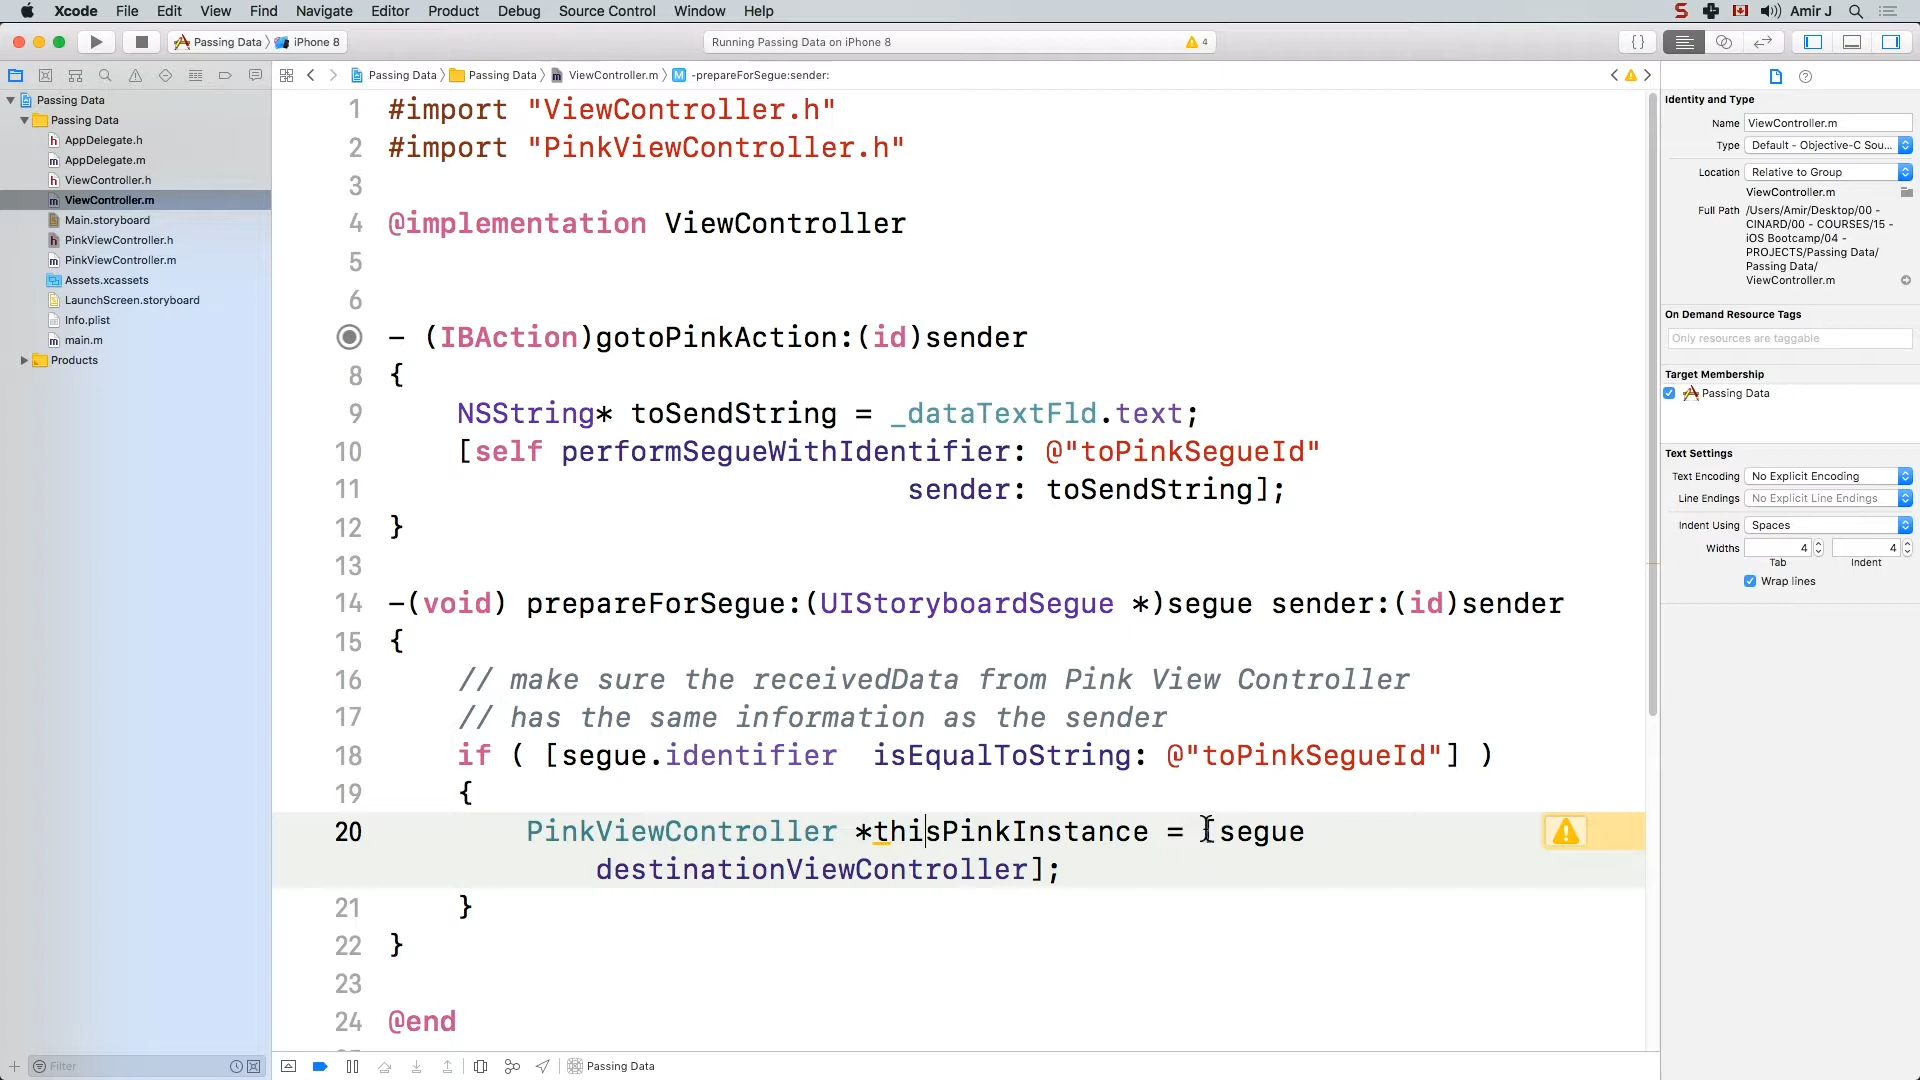 Xcode File Edit View Find Navigate Editor Product Debug Source Control Window Help S Amir J
Passing Data iPhone 8 Running Passing Data on iPhone 8 4 {}
Passing Data Passing Data ViewController.m M -prepareForSegue:sender:
Passing Data
Passing Data
h AppDelegate.h
m AppDelegate.m
h ViewController.h
m ViewController.m
Main.storyboard
h PinkViewController.h
m PinkViewController.m
Assets.xcassets
LaunchScreen.storyboard
Info.plist
m main.m
Products
Filter
1 #import "ViewController.h"
2 #import "PinkViewController.h"
3
4 @implementation ViewController
5
6
- (IBAction)gotoPinkAction:(id)sender
8 {
9 NSString* toSendString = _dataTextFld.text;
10 [self performSegueWithIdentifier: @"toPinkSegueId"
11 sender: toSendString];
12 }
13
14 -(void) prepareForSegue:(UIStoryboardSegue *)segue sender:(id)sender
15 {
16 // make sure the receivedData from Pink View Controller
17 // has the same information as the sender
18 if ( [segue.identifier isEqualToString: @"toPinkSegueId"] )
19 {
20 PinkViewController *thisPinkInstance = [segue
destinationViewController];
21 }
22 }
23
24 @end
Passing Data
Identity and Type
Name ViewController.m
Type Default - Objective-C Sou...
Location Relative to Group
ViewController.m
Full Path /Users/Amir/Desktop/00 -
CINARD/00 - COURSES/15 -
iOS Bootcamp/04 -
PROJECTS/Passing Data/
Passing Data/
ViewController.m
On Demand Resource Tags
Only resources are taggable
Target Membership
Passing Data
Text Settings
Text Encoding No Explicit Encoding
Line Endings No Explicit Line Endings
Indent Using Spaces
Widths 4 4
Tab Indent
Wrap lines